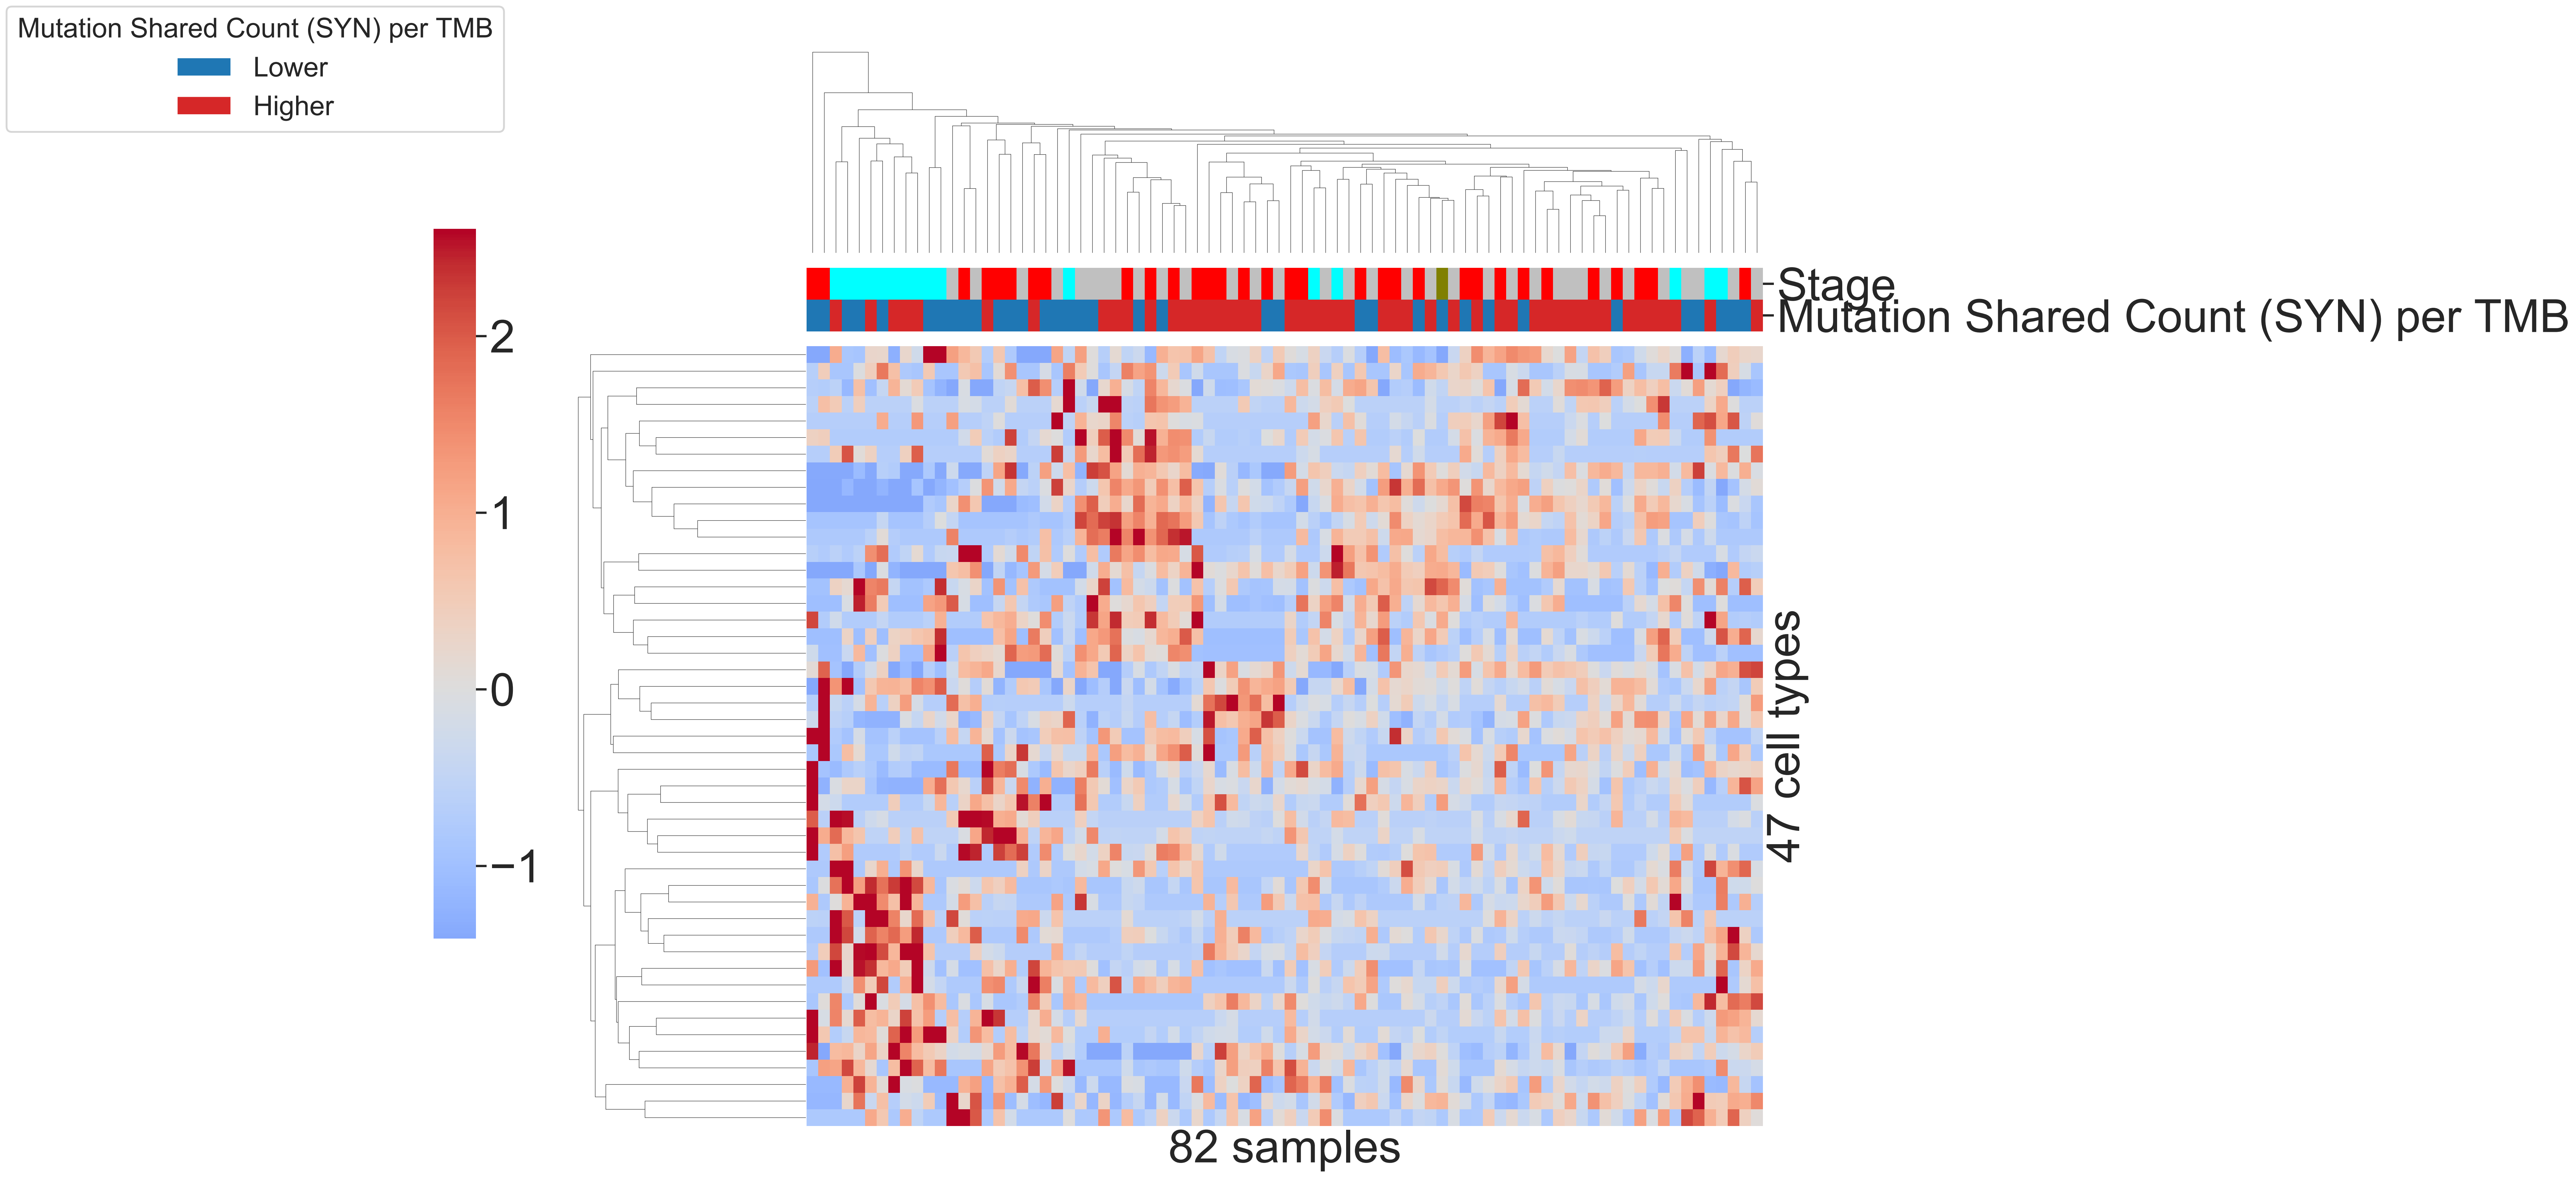 Mutation Shared Count (SYN) per TMB
Lower
Higher
Stage
Mutation Shared Count (SYN) per TMB
2
1
0
−1
47 cell types
82 samples